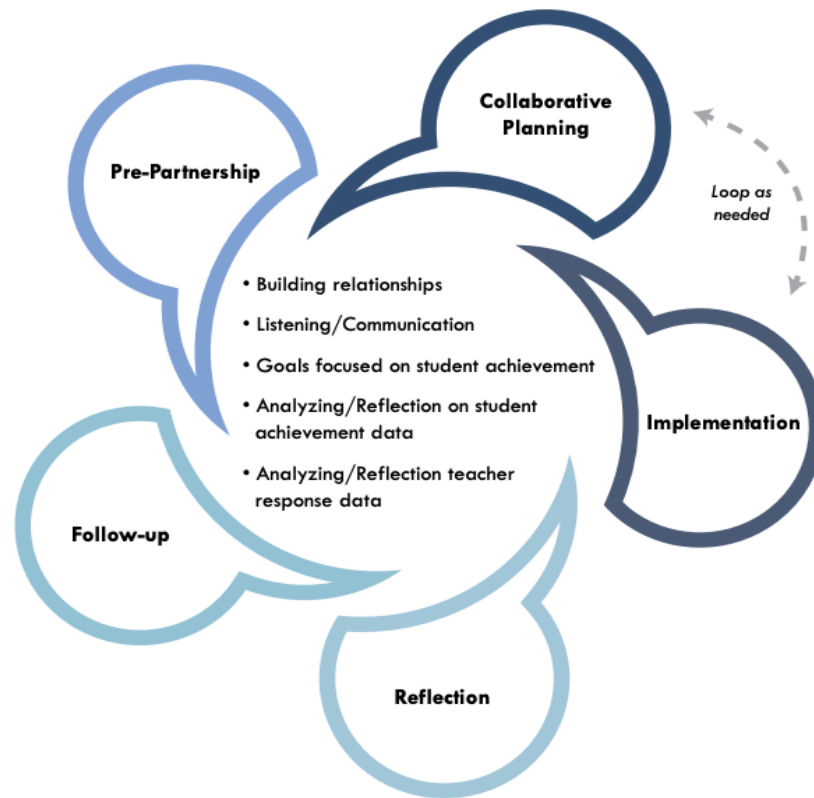 Pre-Partnership
Collaborative
Planning
Loop as
needed
Implementation
Reflection
Follow-up
• Building relationships
• Listening/Communication
• Goals focused on student achievement
• Analyzing/Reflection on student
achievement data
• Analyzing/Reflection teacher
response data